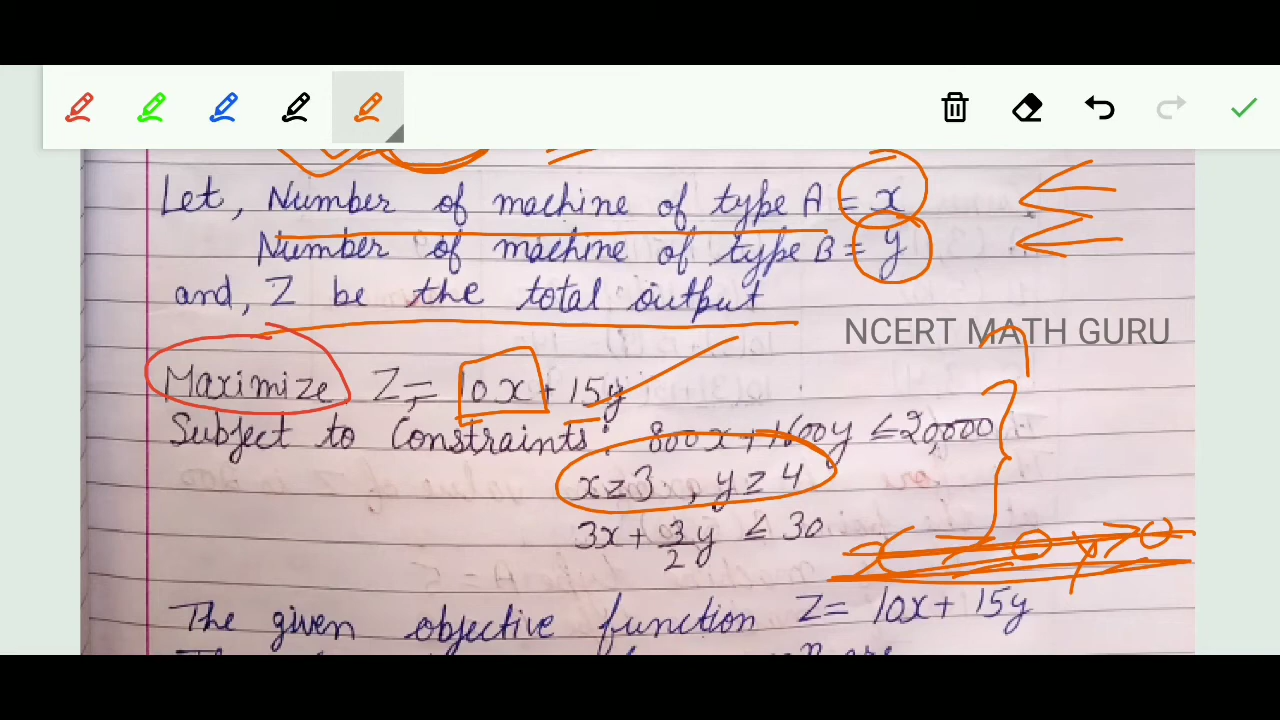 Let, Number of machine of type A = x
Number of machine of type B = y
and, Z be the total output
NCERT MATH GURU
Maximize Z = 10x + 15y
Subject to Constraints: 800x + 1600y ≤ 20,000
x ≥ 3, y ≥ 4
3x + 3/2 y ≤ 30
The given objective function Z = 10x + 15y